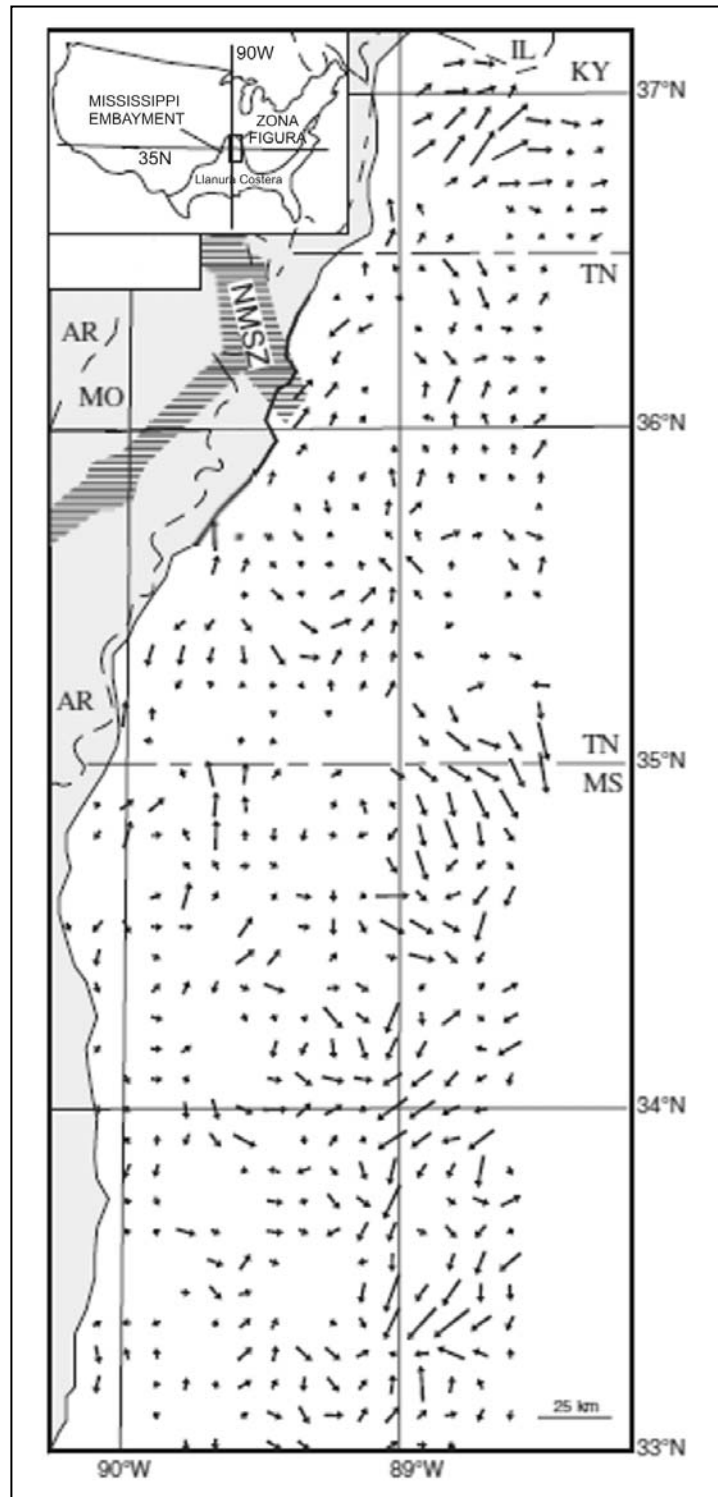 90W
MISSISSIPPI
EMBAYMENT
ZONA
FIGURA
35N
Llanura Costera
IL
KY
37°N
TN
NMSZ
AR
MO
36°N
AR
TN
35°N
MS
34°N
25 km
33°N
90°W
89°W